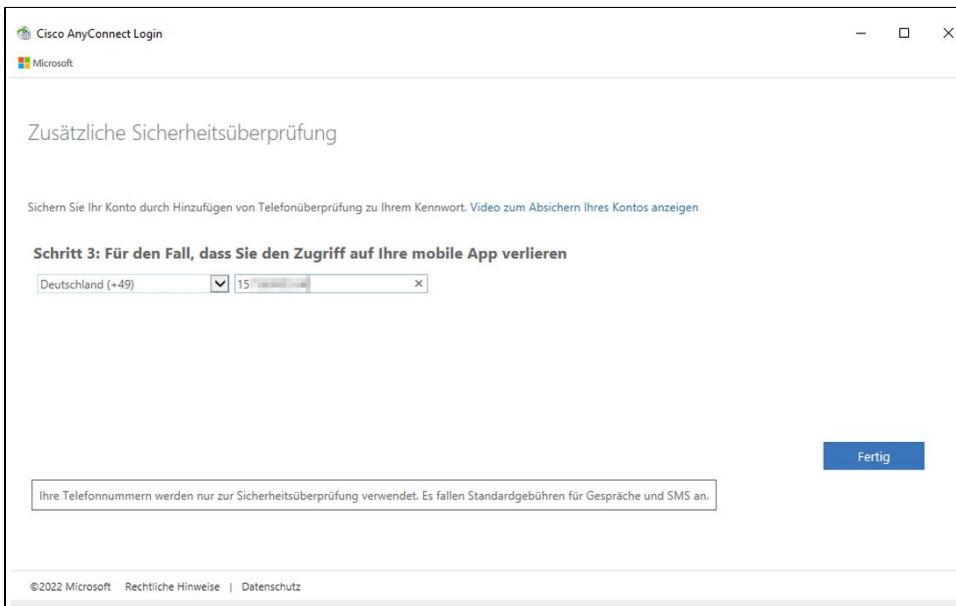 Cisco AnyConnect Login
Microsoft
Zusätzliche Sicherheitsüberprüfung
Sichern Sie Ihr Konto durch Hinzufügen von Telefonüberprüfung zu Ihrem Kennwort. Video zum Absichern Ihres Kontos anzeigen
Schritt 3: Für den Fall, dass Sie den Zugriff auf Ihre mobile App verlieren
Deutschland (+49) 15
Fertig
Ihre Telefonnummern werden nur zur Sicherheitsüberprüfung verwendet. Es fallen Standardgebühren für Gespräche und SMS an.
©2022 Microsoft Rechtliche Hinweise | Datenschutz